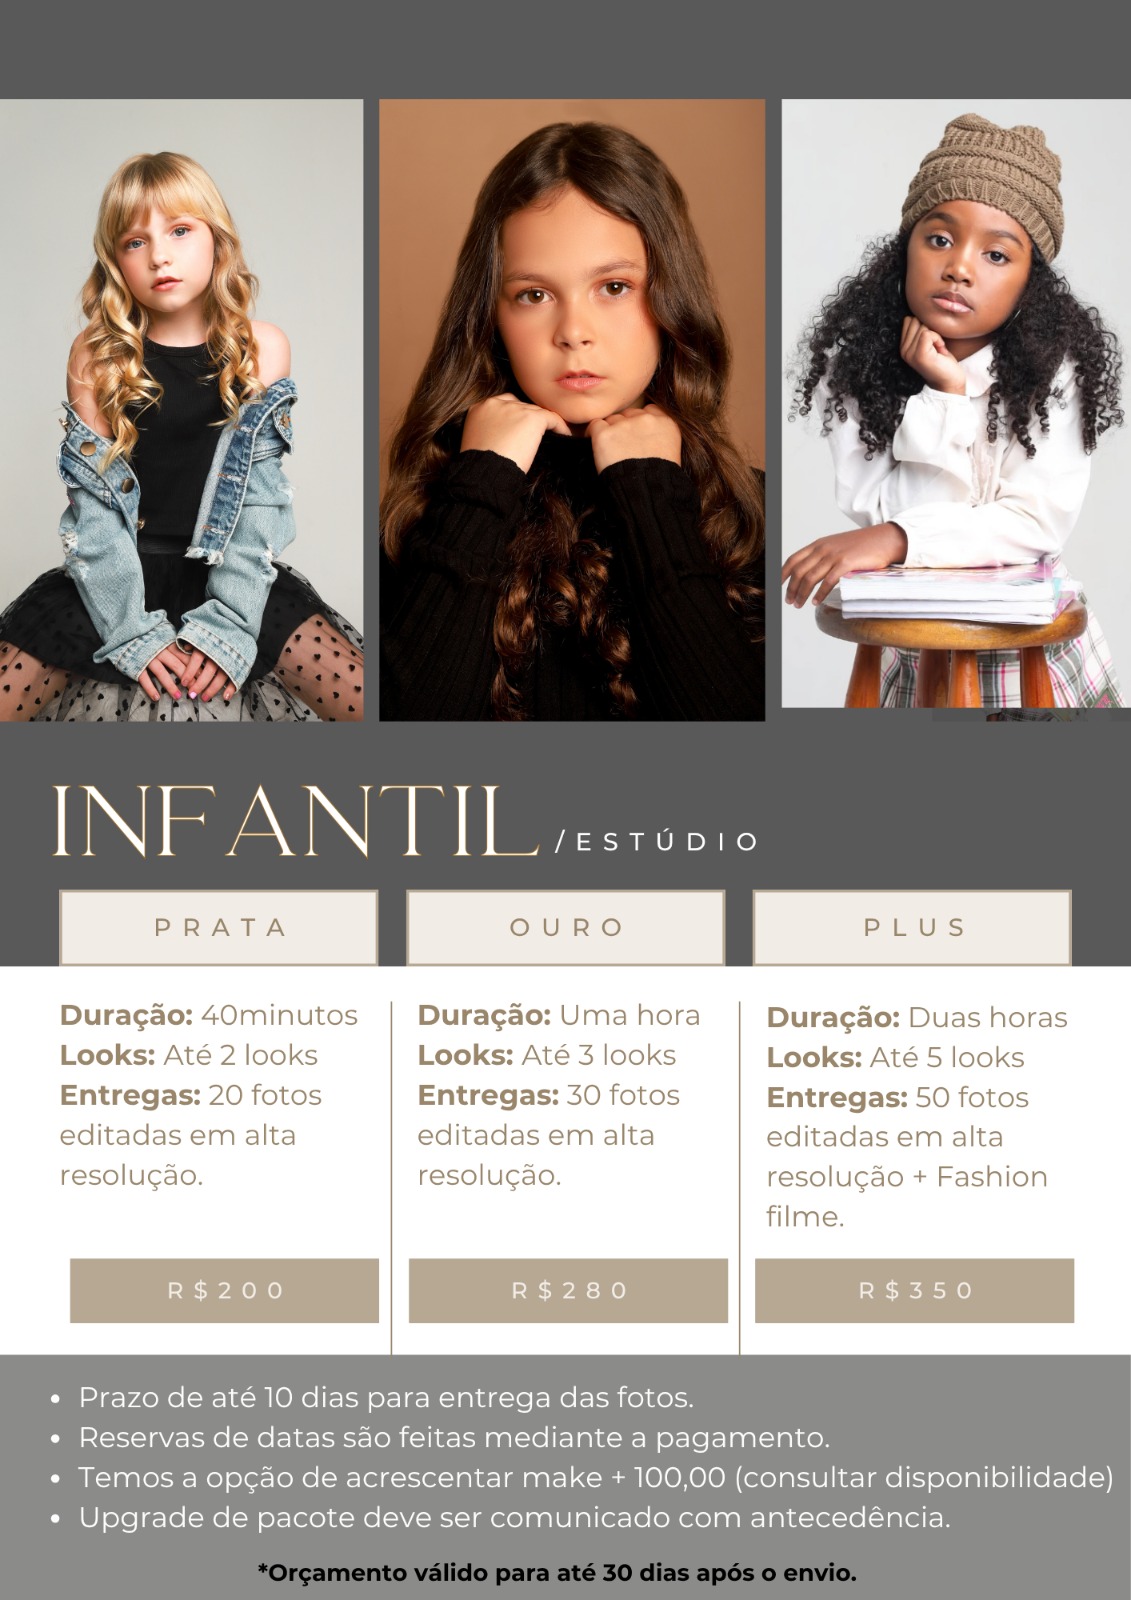 INFANTIL /ESTÚDIO
PRATA
OURO
PLUS
Duração: 40minutos
Looks: Até 2 looks
Entregas: 20 fotos
editadas em alta
resolução.
R$200
Duração: Uma hora
Looks: Até 3 looks
Entregas: 30 fotos
editadas em alta
resolução.
R$280
Duração: Duas horas
Looks: Até 5 looks
Entregas: 50 fotos
editadas em alta
resolução + Fashion
filme.
R$350
• Prazo de até 10 dias para entrega das fotos.
• Reservas de datas são feitas mediante a pagamento.
• Temos a opção de acrescentar make + 100,00 (consultar disponibilidade)
• Upgrade de pacote deve ser comunicado com antecedência.
*Orçamento válido para até 30 dias após o envio.